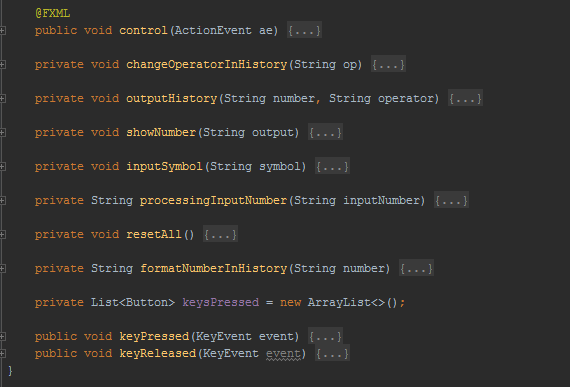 @FXML
public void control(ActionEvent ae) {...}
private void changeOperatorInHistory(String op) {...}
private void outputHistory(String number, String operator) {...}
private void showNumber(String output) {...}
private void inputSymbol(String symbol) {...}
private String processingInputNumber(String inputNumber) {...}
private void resetAll() {...}
private String formatNumberInHistory(String number) {...}
private List<Button> keysPressed = new ArrayList<>();
public void keyPressed(KeyEvent event) {...}
public void keyReleased(KeyEvent event) {...}
}